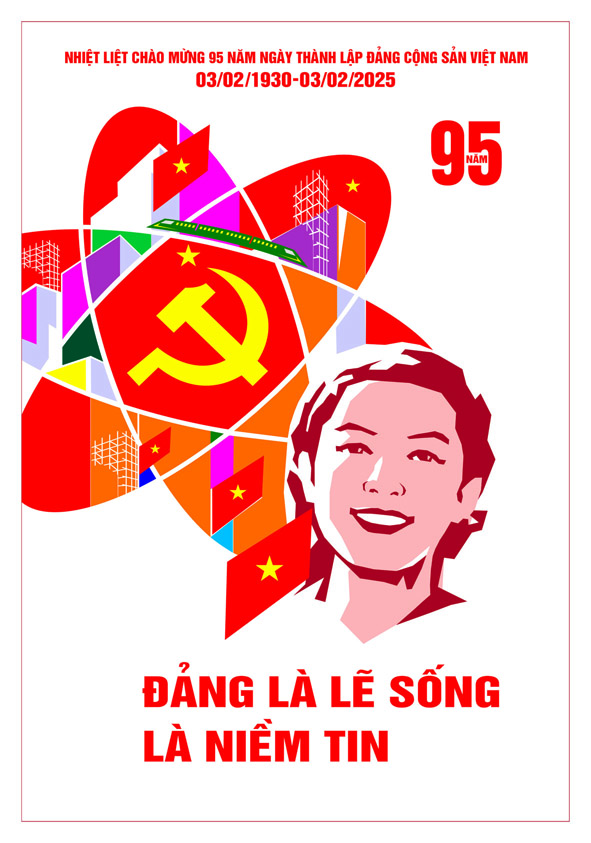 NHIỆT LIỆT CHÀO MỪNG 95 NĂM NGÀY THÀNH LẬP ĐẢNG CỘNG SẢN VIỆT NAM
03/02/1930-03/02/2025
95
NĂM
ĐẢNG LÀ LẼ SỐNG
LÀ NIỀM TIN